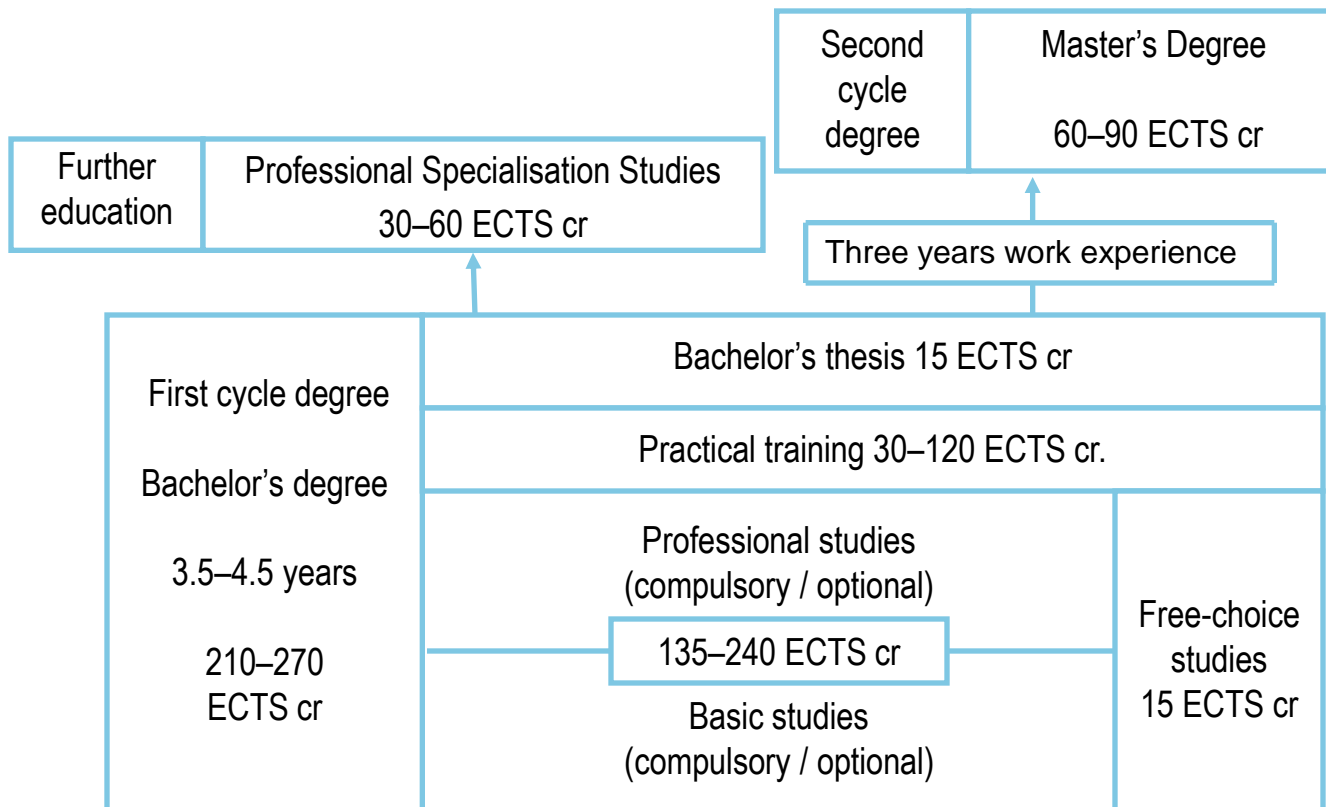 Second
cycle
degree
Master’s Degree
60–90 ECTS cr
Further
education
Professional Specialisation Studies
30–60 ECTS cr
Three years work experience
First cycle degree
Bachelor’s degree
3.5–4.5 years
210–270
ECTS cr
Bachelor’s thesis 15 ECTS cr
Practical training 30–120 ECTS cr.
Professional studies
(compulsory / optional)
135–240 ECTS cr
Basic studies
(compulsory / optional)
Free-choice
studies
15 ECTS cr